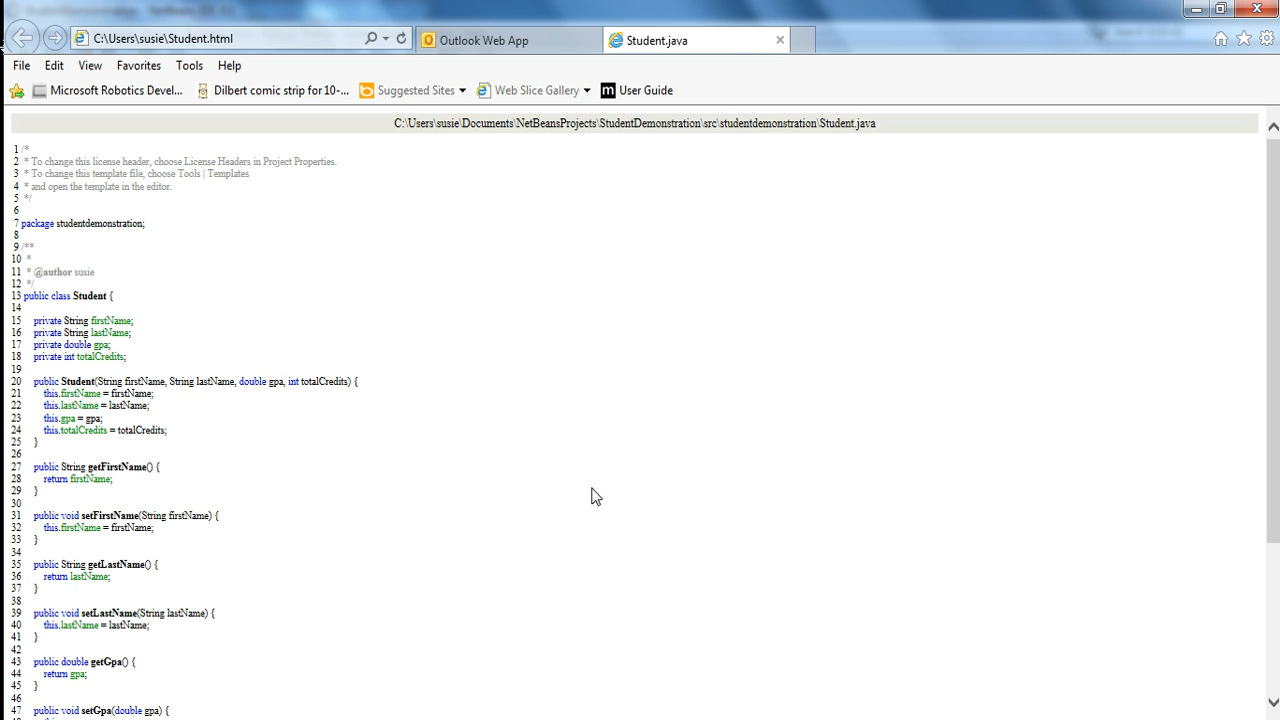 C:\Users\susie\Student.html
Outlook Web App
Student.java
File Edit View Favorites Tools Help
Microsoft Robotics Devel...
Dilbert comic strip for 10-...
Suggested Sites
Web Slice Gallery
User Guide
C:\Users\susie\Documents\NetBeansProjects\StudentDemonstration\src\studentdemonstration\Student.java
1 /*
2  * To change this license header, choose License Headers in Project Properties.
3  * To change this template file, choose Tools | Templates
4  * and open the template in the editor.
5  */
6
7 package studentdemonstration;
8
9 /**
10  *
11  * @author susie
12  */
13 public class Student {
14
15     private String firstName;
16     private String lastName;
17     private double gpa;
18     private int totalCredits;
19
20     public Student(String firstName, String lastName, double gpa, int totalCredits) {
21         this.firstName = firstName;
22         this.lastName = lastName;
23         this.gpa = gpa;
24         this.totalCredits = totalCredits;
25     }
26
27     public String getFirstName() {
28         return firstName;
29     }
30
31     public void setFirstName(String firstName) {
32         this.firstName = firstName;
33     }
34
35     public String getLastName() {
36         return lastName;
37     }
38
39     public void setLastName(String lastName) {
40         this.lastName = lastName;
41     }
42
43     public double getGpa() {
44         return gpa;
45     }
46
47     public void setGpa(double gpa) {